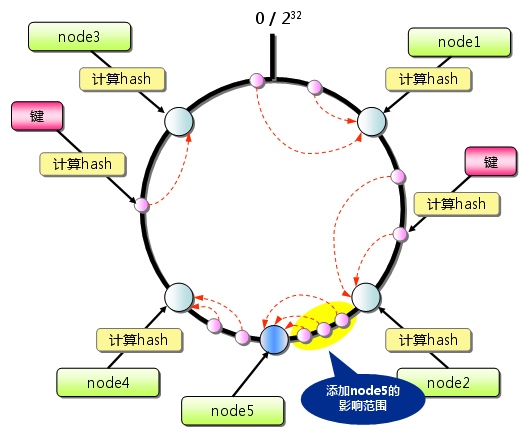 0 / 2³²
node3
node1
计算hash
计算hash
键
键
计算hash
计算hash
计算hash
计算hash
node4
node5
node2
添加node5的
影响范围